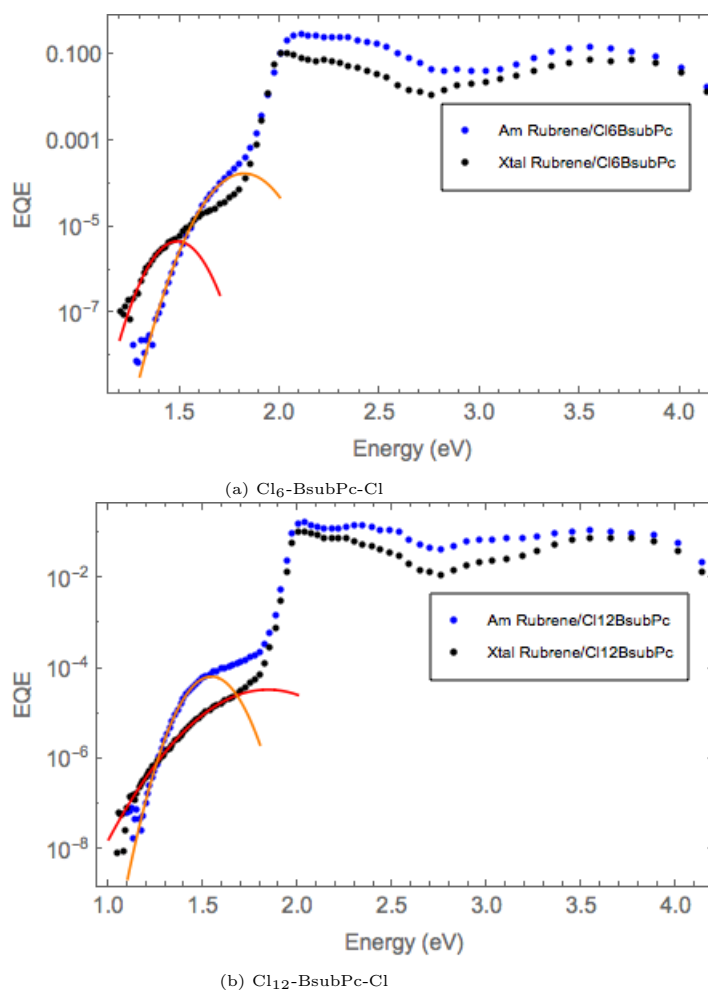 0.100
0.001
10⁻⁵
10⁻⁷
EQE
Am Rubrene/Cl6BsubPc
Xtal Rubrene/Cl6BsubPc
1.5 2.0 2.5 3.0 3.5 4.0
Energy (eV)
(a) Cl₆-BsubPc-Cl
10⁻²
10⁻⁴
10⁻⁶
10⁻⁸
EQE
Am Rubrene/Cl12BsubPc
Xtal Rubrene/Cl12BsubPc
1.0 1.5 2.0 2.5 3.0 3.5 4.0
Energy (eV)
(b) Cl₁₂-BsubPc-Cl